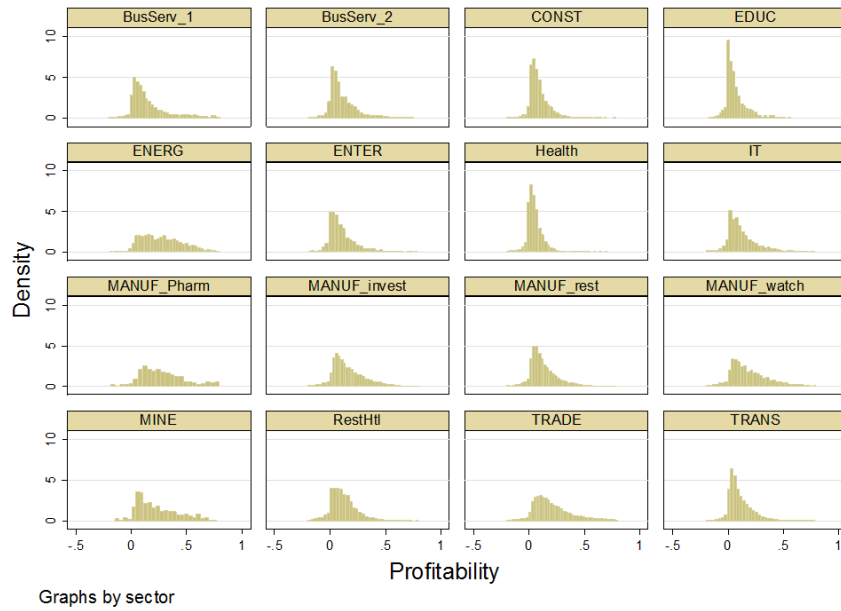 BusServ_1 BusServ_2 CONST EDUC
10
5
0
ENERG ENTER Health IT
10
5
0
MANUF_Pharm MANUF_invest MANUF_rest MANUF_watch
10
5
0
MINE RestHtl TRADE TRANS
10
5
0
-.5 0 .5 1 -.5 0 .5 1 -.5 0 .5 1 -.5 0 .5 1
Density
Profitability
Graphs by sector